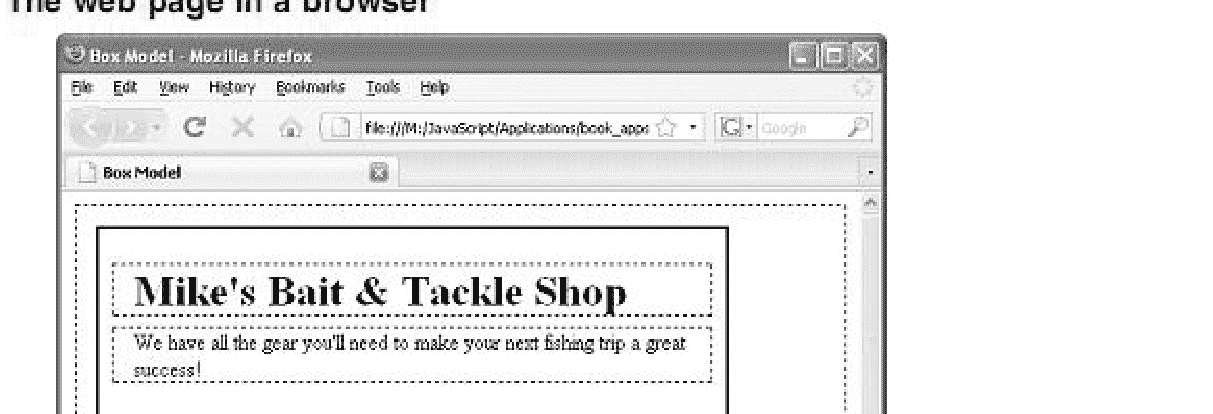 The web page in a browser
Box Model - Mozilla Firefox
File Edit View History Bookmarks Tools Help
file:///M:/JavaScript/Applications/book_apps
Google
Box Model
Mike's Bait & Tackle Shop
We have all the gear you'll need to make your next fishing trip a great
success!